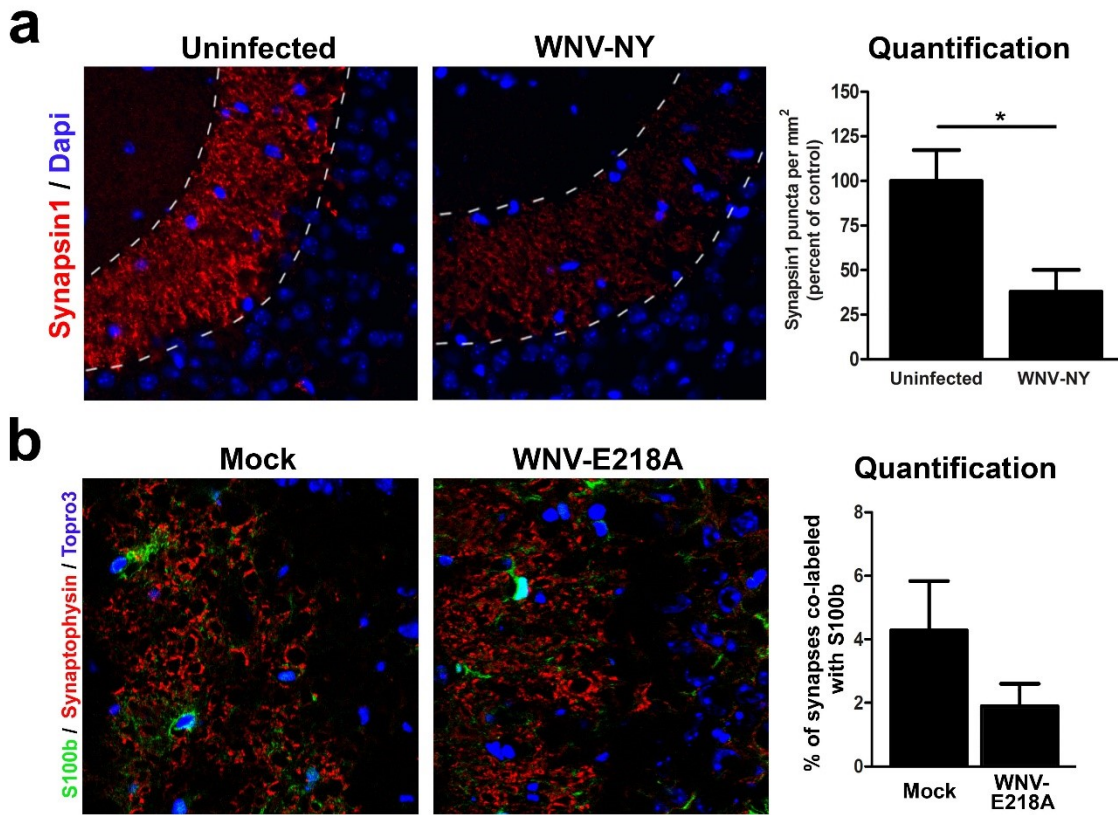 a
Uninfected
WNV-NY
Quantification
Synapsin1 / Dapi
Synapsin1 puncta per mm²
(percent of control)
150
125
100
75
50
25
0
*
Uninfected
WNV-NY
b
Mock
WNV-E218A
Quantification
S100b / Synaptophysin / Topro3
% of synapses co-labeled
with S100b
8
6
4
2
0
Mock
WNV-
E218A